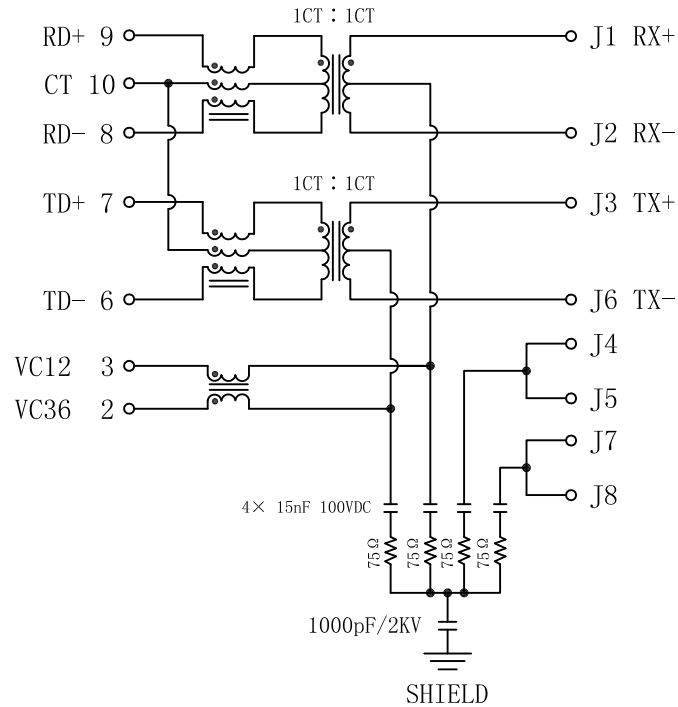 1CT : 1CT
RD+ 9
J1 RX+
CT 10
RD- 8
J2 RX-
1CT : 1CT
TD+ 7
J3 TX+
TD- 6
J6 TX-
J4
VC12 3
J5
VC36 2
J7
J8
4× 15nF 100VDC
75Ω
75Ω
75Ω
75Ω
1000pF/2KV
SHIELD